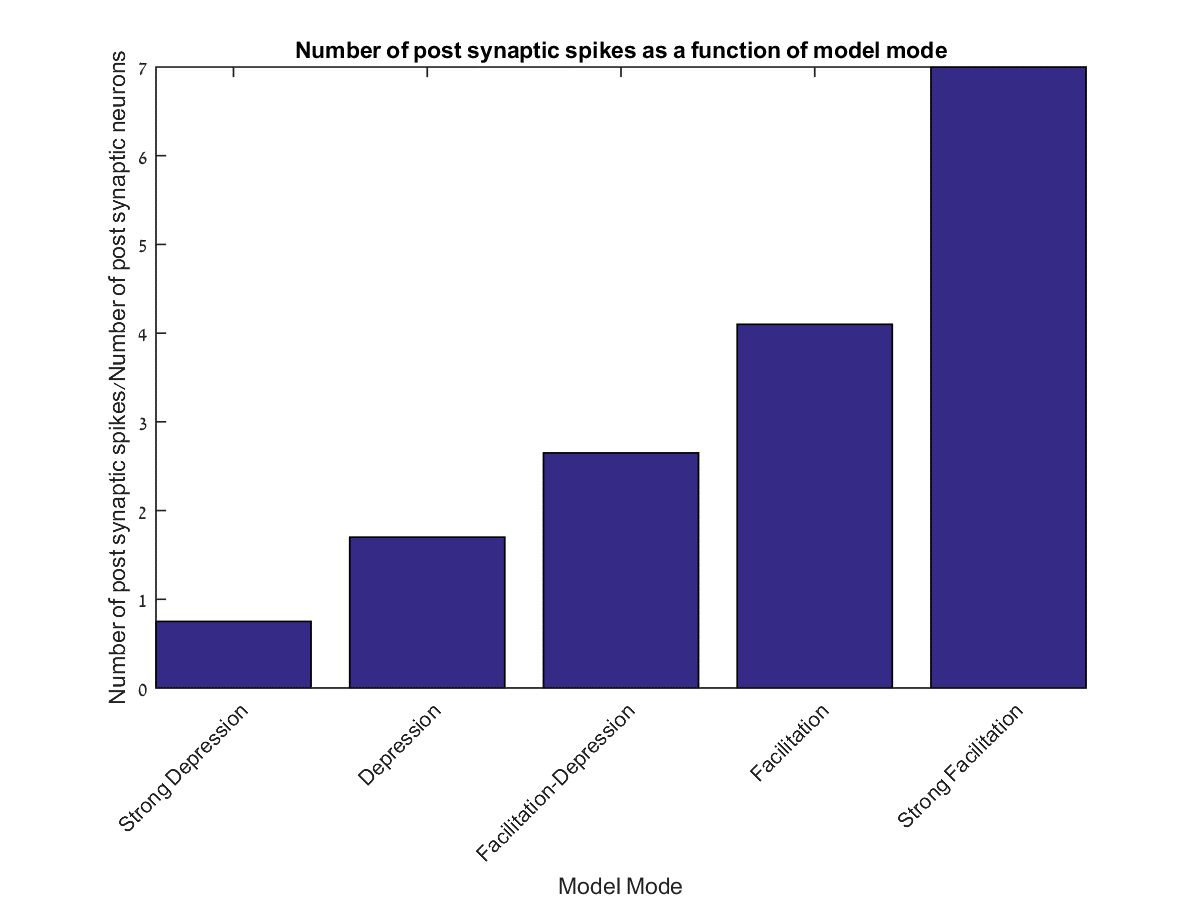 Number of post synaptic spikes as a function of model mode
Number of post synaptic spikes/Number of post synaptic neurons
7
6
5
4
3
2
1
0
Strong Depression
Depression
Facilitation-Depression
Facilitation
Strong Facilitation
Model Mode